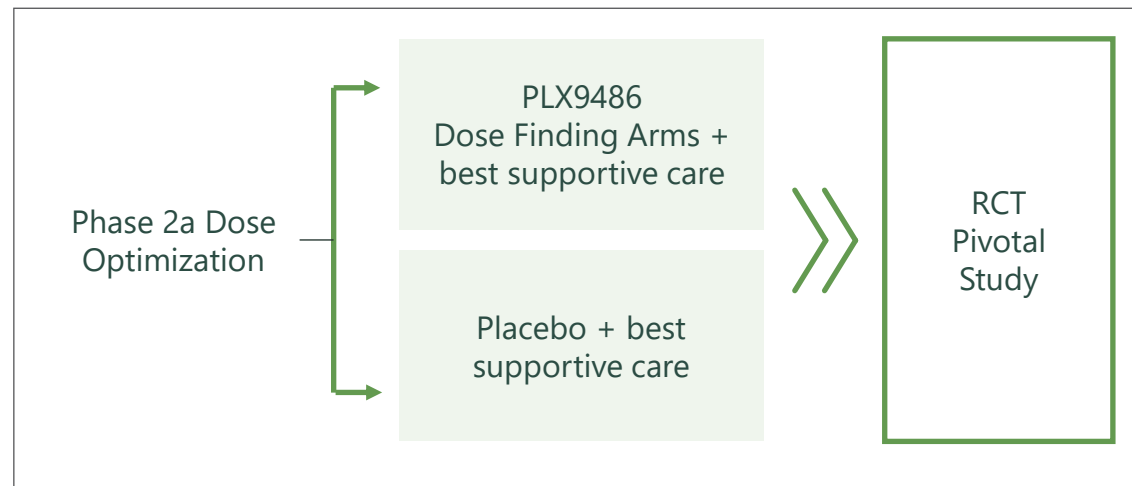 Phase 2a Dose
Optimization
PLX9486
Dose Finding Arms +
best supportive care
Placebo + best
supportive care
RCT
Pivotal
Study